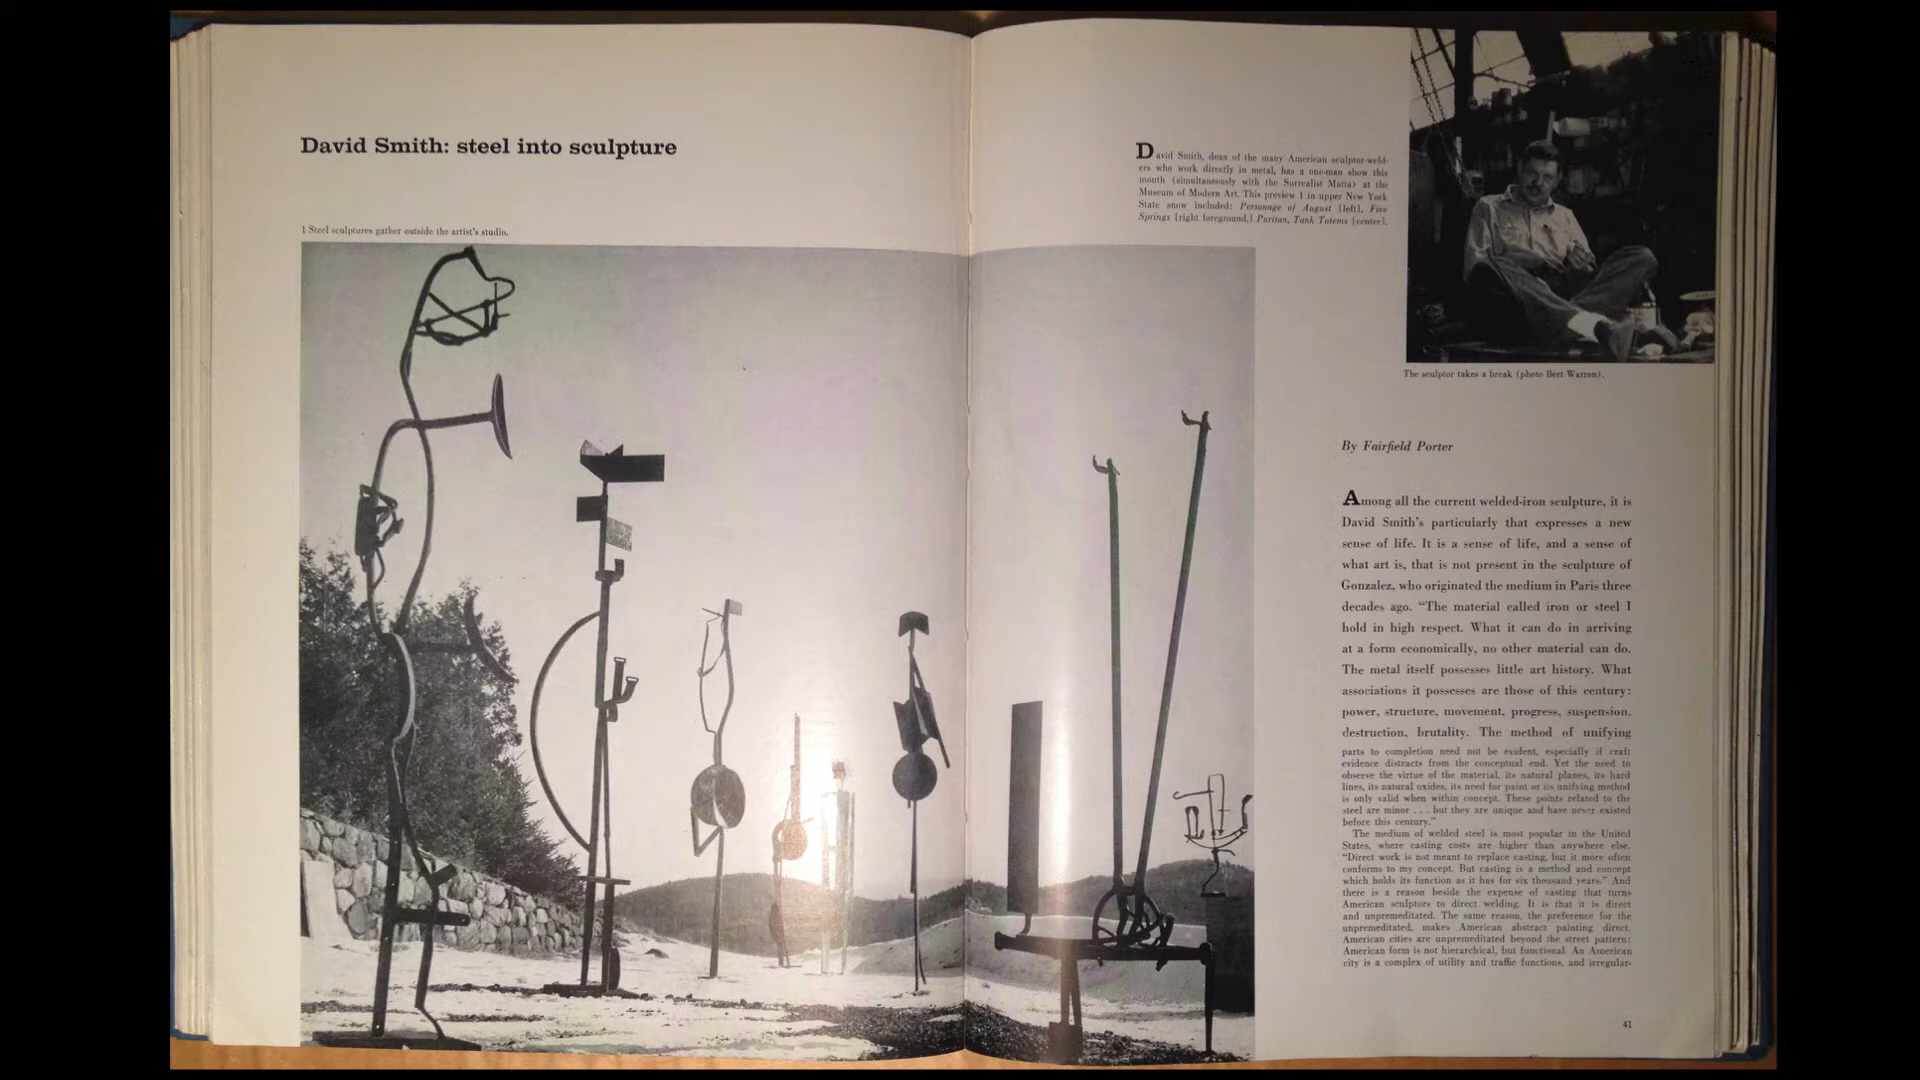 David Smith: steel into sculpture
1 Steel sculptures gather outside the artist's studio.
David Smith, dean of the many American sculptor-weld-
ers who work directly in metal, has a one-man show this
month (simultaneously with the Surrealist Matta) at the
Museum of Modern Art. This preview 1 in upper New York
State snow included: Personage of August [left], Five
Springs [right foreground,] Puritan, Tank Totems [center].
The sculptor takes a break (photo Bert Warren).
By Fairfield Porter
Among all the current welded-iron sculpture, it is
David Smith's particularly that expresses a new
sense of life. It is a sense of life, and a sense of
what art is, that is not present in the sculpture of
Gonzalez, who originated the medium in Paris three
decades ago. “The material called iron or steel I
hold in high respect. What it can do in arriving
at a form economically, no other material can do.
The metal itself possesses little art history. What
associations it possesses are those of this century:
power, structure, movement, progress, suspension,
destruction, brutality. The method of unifying
parts to completion need not be evident, especially if craft
evidence distracts from the conceptual end. Yet the need to
observe the virtue of the material, its natural planes, its hard
lines, its natural oxides, its need for paint or its unifying method
is only valid when within concept. These points related to the
steel are minor . . . but they are unique and have never existed
before this century.”
The medium of welded steel is most popular in the United
States, where casting costs are higher than anywhere else.
“Direct work is not meant to replace casting, but it more often
conforms to my concept. But casting is a method and concept
which holds its function as it has for six thousand years.” And
there is a reason beside the expense of casting that turns
American sculptors to direct welding. It is that it is direct
and unpremeditated. The same reason, the preference for the
unpremeditated, makes American abstract painting direct.
American cities are unpremeditated beyond the street pattern:
American form is not hierarchical, but functional. An American
city is a complex of utility and traffic functions, and irregular-
41